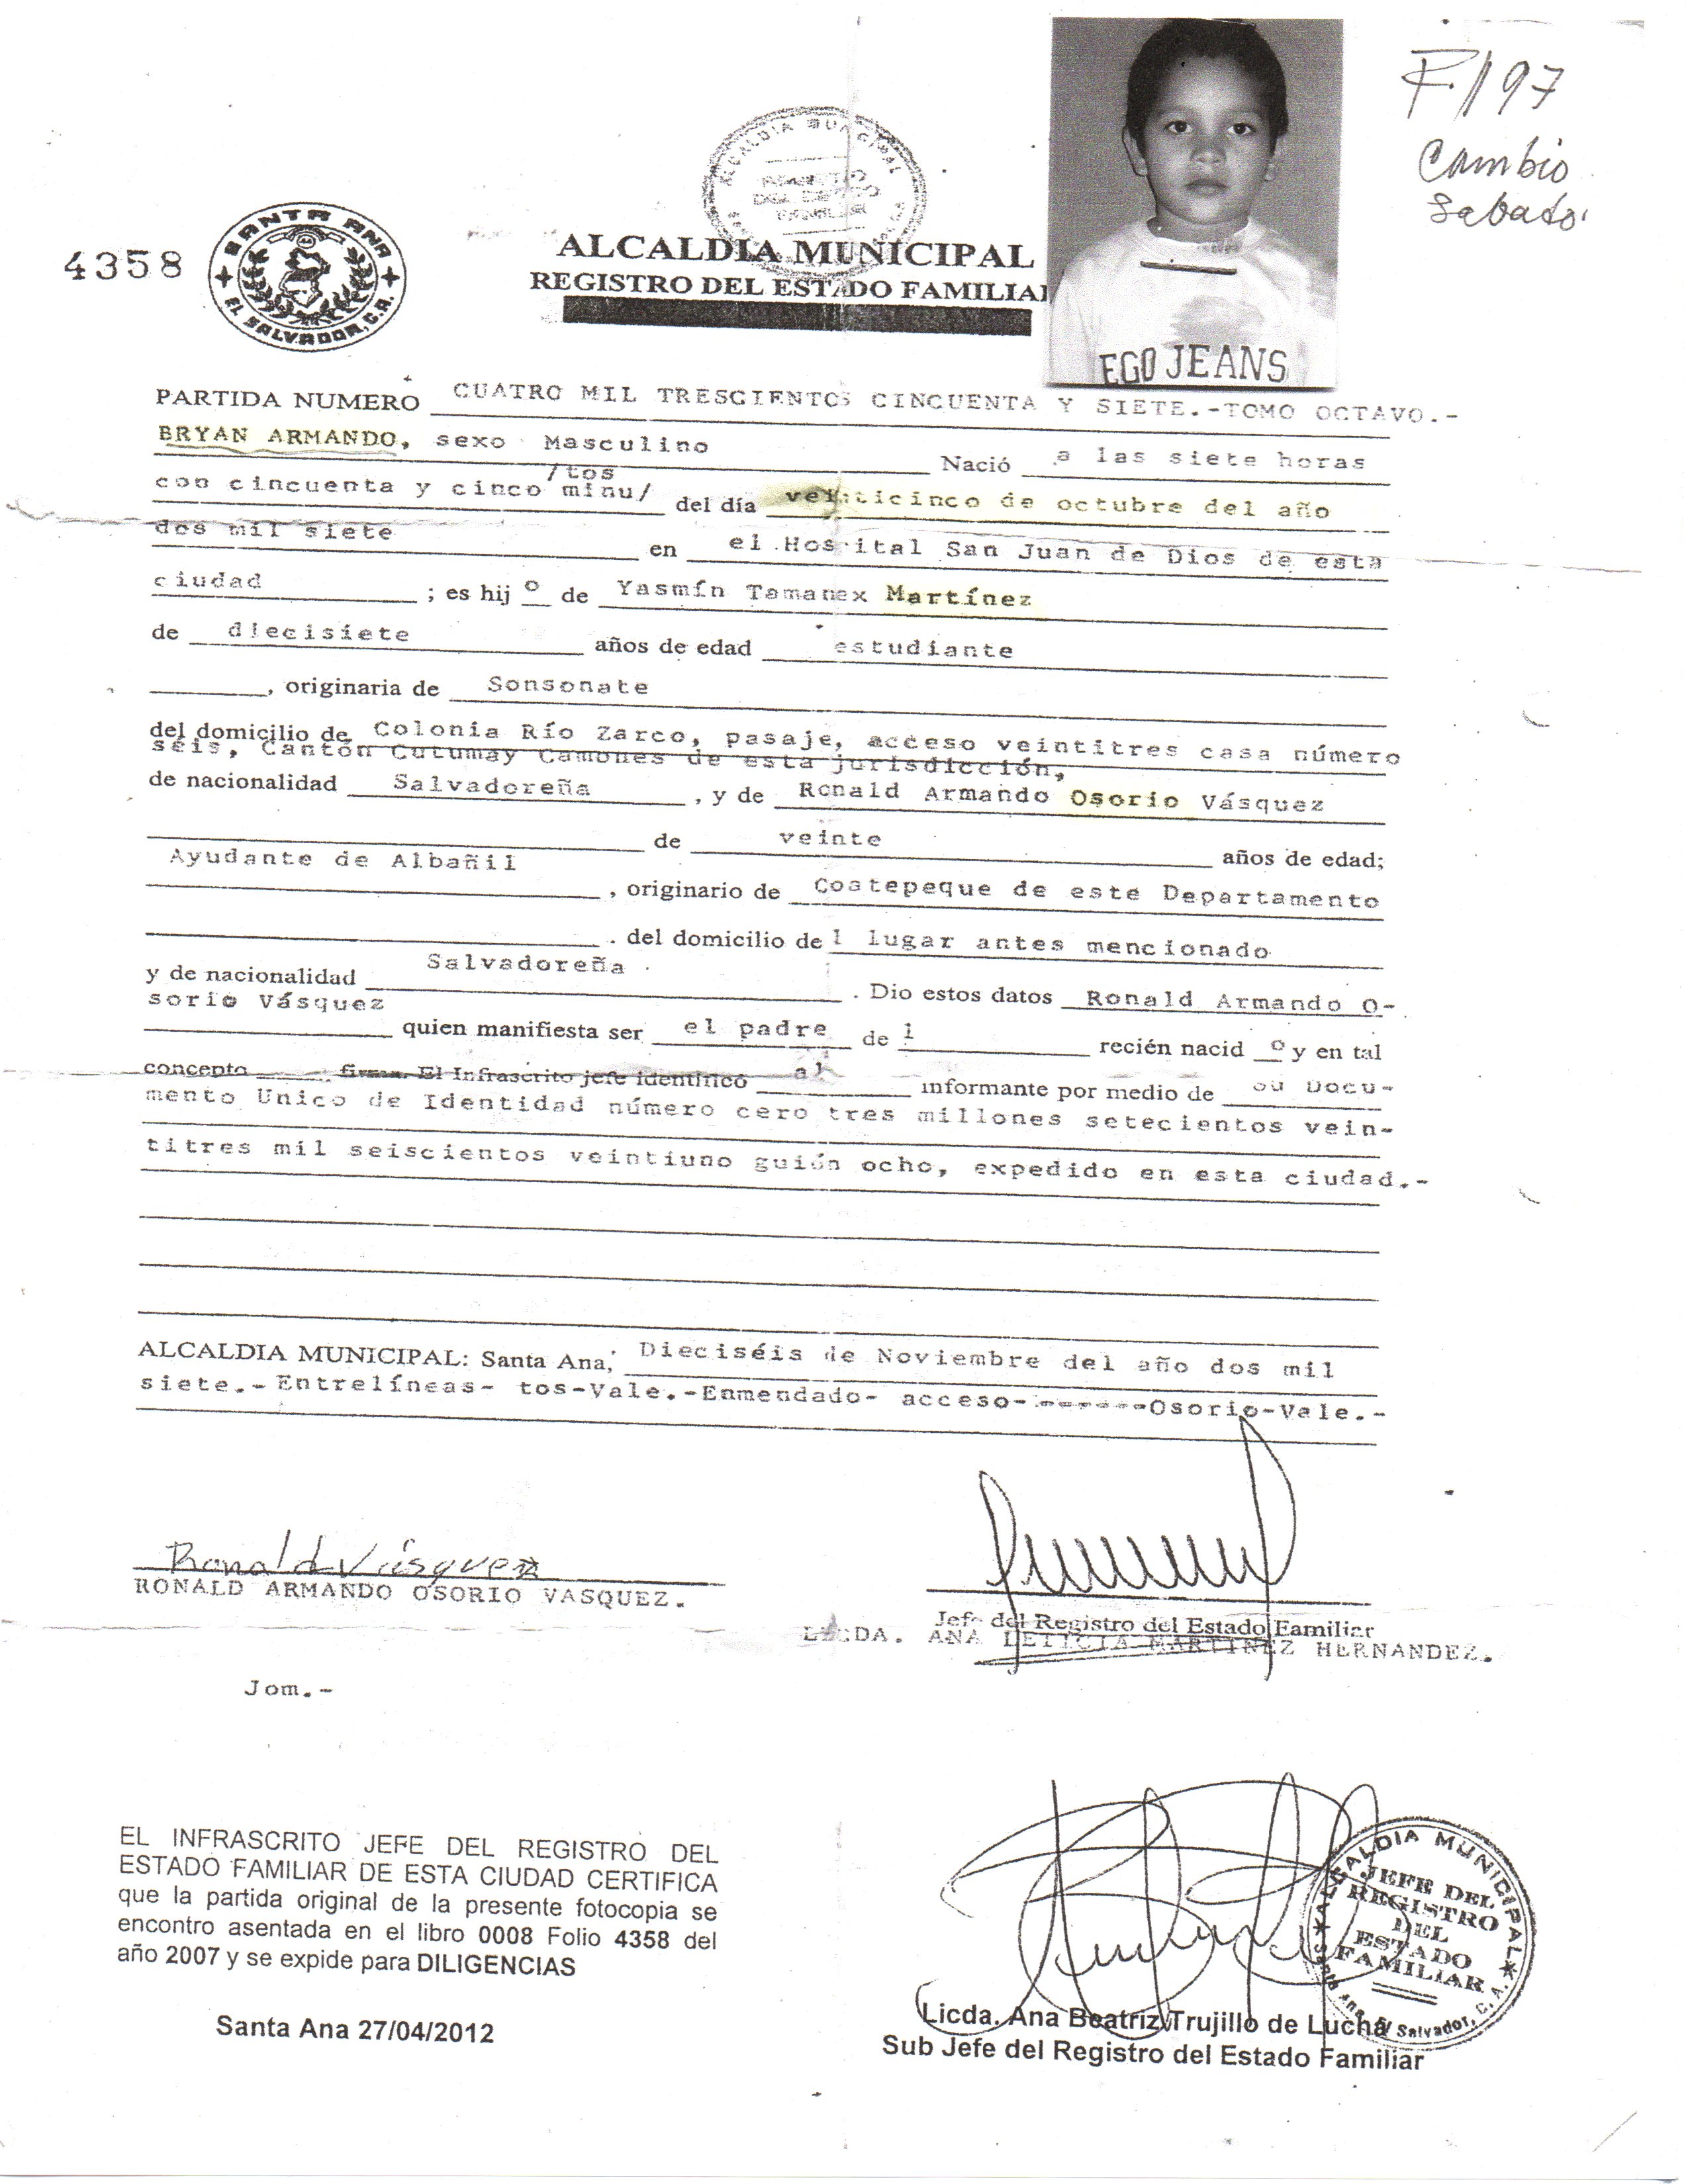 F/197
Cambio
Sabado.
ALCALDIA MUNICIPAL
REGISTRO DEL ESTADO FAMILIAR
4358
SANTA ANA
EL SALVADOR, C.A.
ALCALDIA MUNICIPAL
REGISTRO DEL ESTADO FAMILIA
EGO JEANS
PARTIDA NUMERO CUATRO MIL TRESCIENTOS CINCUENTA Y SIETE.-TOMO OCTAVO.-
BRYAN ARMANDO, sexo Masculino Nació a las siete horas
/tos
con cincuenta y cinco minu/ del día veinticinco de octubre del año
dos mil siete en el Hospital San Juan de Dios de esta
ciudad ; es hij o de Yasmín Tamanex Martínez
de diecisiete años de edad estudiante
, originaria de Sonsonate
del domicilio de Colonia Río Zarco, pasaje, acceso veintitres casa número
seis, Cantón Cutumay Camones de esta jurisdicción,
de nacionalidad Salvadoreña , y de Ronald Armando Osorio Vásquez
de veinte años de edad;
Ayudante de Albañil , originario de Coatepeque de este Departamento
. del domicilio de l lugar antes mencionado
y de nacionalidad Salvadoreña . Dio estos datos Ronald Armando O-
sorio Vásquez quien manifiesta ser el padre de l recién nacid o y en tal
concepto firma. El Infrascrito jefe identificó al informante por medio de su Docu-
mento Unico de Identidad número cero tres millones setecientos vein-
titres mil seiscientos veintiuno guión ocho, expedido en esta ciudad.-
ALCALDIA MUNICIPAL: Santa Ana, Dieciséis de Noviembre del año dos mil
siete.-Entrelíneas- tos-Vale.-Enmendado- acceso-------Osorio-Vale.-
Ronald Vásquez
RONALD ARMANDO OSORIO VASQUEZ.
Jefe del Registro del Estado Familiar
LICDA. ANA LETICIA MARTINEZ HERNANDEZ.
Jom.-
EL INFRASCRITO JEFE DEL REGISTRO DEL
ESTADO FAMILIAR DE ESTA CIUDAD CERTIFICA
que la partida original de la presente fotocopia se
encontro asentada en el libro 0008 Folio 4358 del
año 2007 y se expide para DILIGENCIAS
Santa Ana 27/04/2012
ALCALDIA MUNICIPAL
JEFE DEL
REGISTRO
DEL
ESTADO
FAMILIAR
Santa Ana, El Salvador, C. A.
Licda. Ana Beatriz Trujillo de Lucha
Sub Jefe del Registro del Estado Familiar